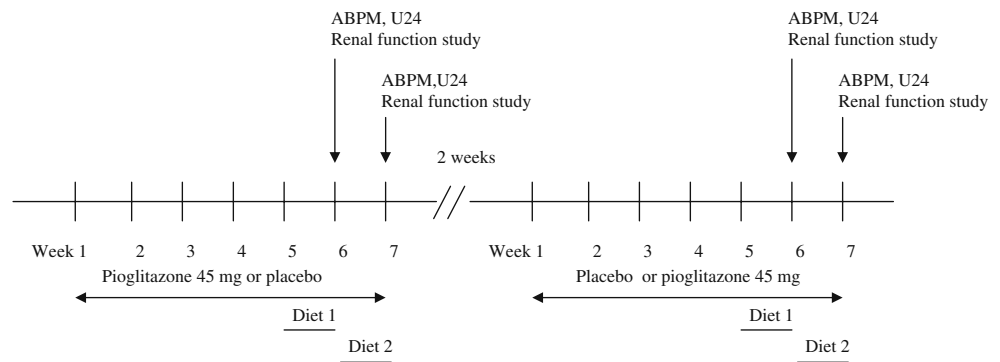 ABPM, U24
Renal function study
ABPM, U24
Renal function study
ABPM,U24
Renal function study
ABPM, U24
Renal function study
2 weeks
Week 1 2 3 4 5 6 7
Week 1 2 3 4 5 6 7
Pioglitazone 45 mg or placebo
Placebo or pioglitazone 45 mg
Diet 1
Diet 1
Diet 2
Diet 2